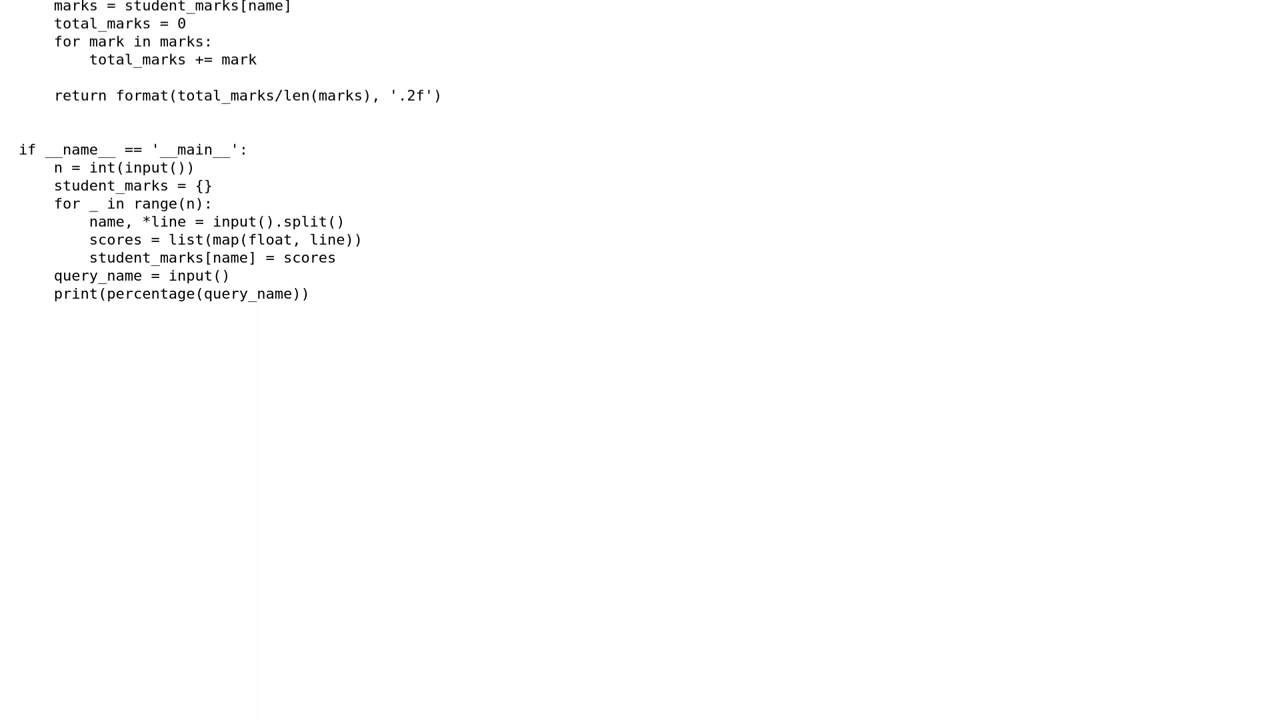 marks = student_marks[name]
    total_marks = 0
    for mark in marks:
        total_marks += mark

    return format(total_marks/len(marks), '.2f')


if __name__ == '__main__':
    n = int(input())
    student_marks = {}
    for _ in range(n):
        name, *line = input().split()
        scores = list(map(float, line))
        student_marks[name] = scores
    query_name = input()
    print(percentage(query_name))